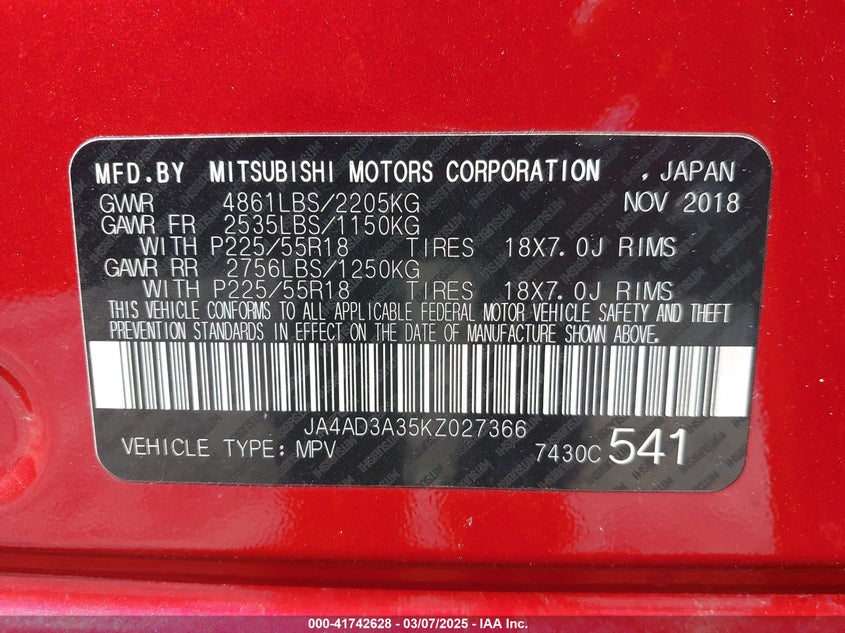 MFD.BY MITSUBISHI MOTORS CORPORATION , JAPAN
GVWR 4861LBS/2205KG NOV 2018
GAWR FR 2535LBS/1150KG
WITH P225/55R18 TIRES 18X7.0J RIMS
GAWR RR 2756LBS/1250KG
WITH P225/55R18 TIRES 18X7.0J RIMS
THIS VEHICLE CONFORMS TO ALL APPLICABLE FEDERAL MOTOR VEHICLE SAFETY AND THEFT
PREVENTION STANDARDS IN EFFECT ON THE DATE OF MANUFACTURE SHOWN ABOVE.
JA4AD3A35KZ027366
VEHICLE TYPE: MPV 7430C 541
000-41742628 - 03/07/2025 - IAA Inc.